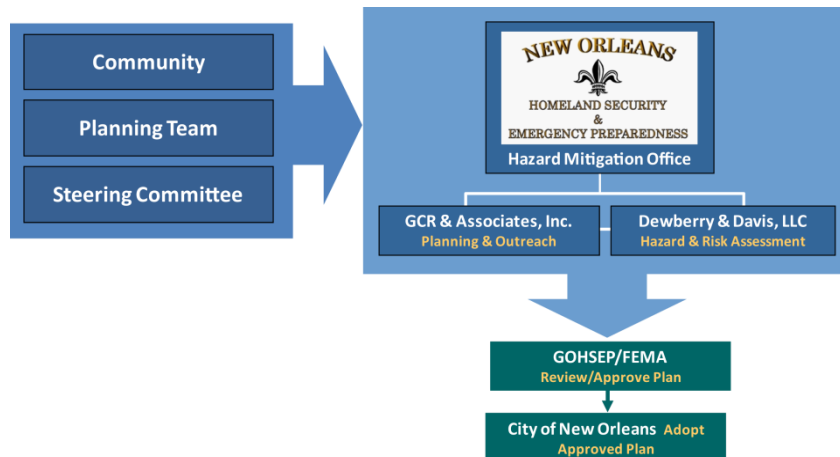 Community
Planning Team
Steering Committee
NEW ORLEANS
HOMELAND SECURITY
&
EMERGENCY PREPAREDNESS
Hazard Mitigation Office
GCR & Associates, Inc.
Planning & Outreach
Dewberry & Davis, LLC
Hazard & Risk Assessment
GOHSEP/FEMA
Review/Approve Plan
City of New Orleans Adopt
Approved Plan